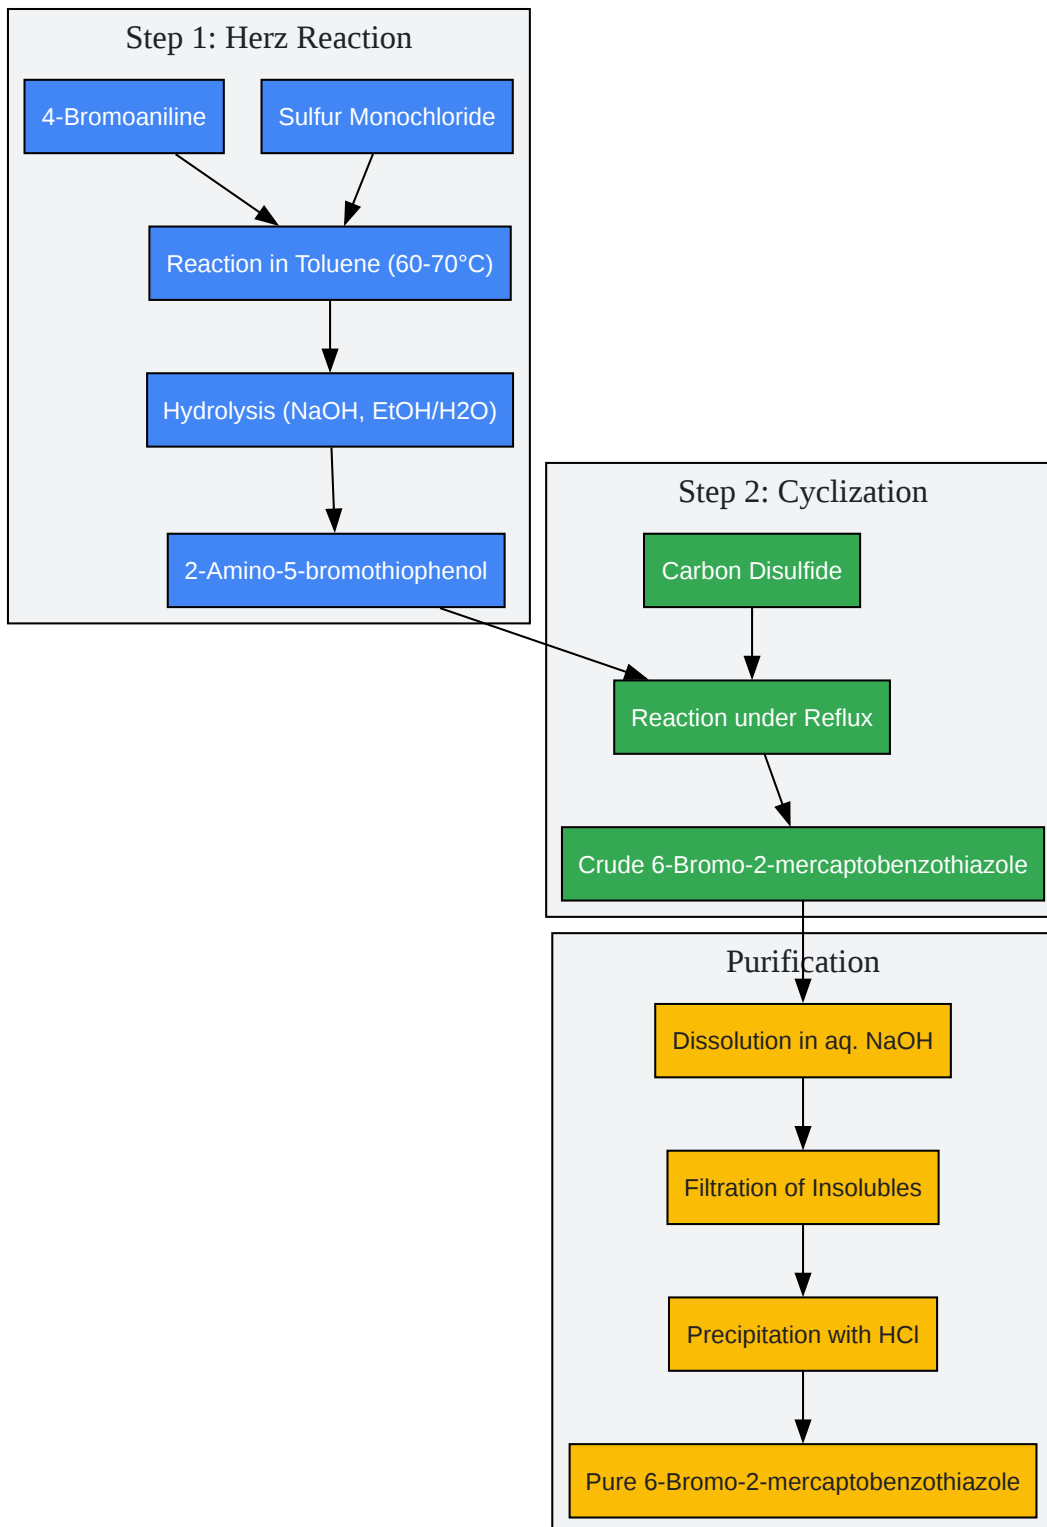 Step 1: Herz Reaction
4-Bromoaniline
Sulfur Monochloride
Reaction in Toluene (60-70°C)
Hydrolysis (NaOH, EtOH/H2O)
2-Amino-5-bromothiophenol
Step 2: Cyclization
Carbon Disulfide
Reaction under Reflux
Crude 6-Bromo-2-mercaptobenzothiazole
Purification
Dissolution in aq. NaOH
Filtration of Insolubles
Precipitation with HCl
Pure 6-Bromo-2-mercaptobenzothiazole